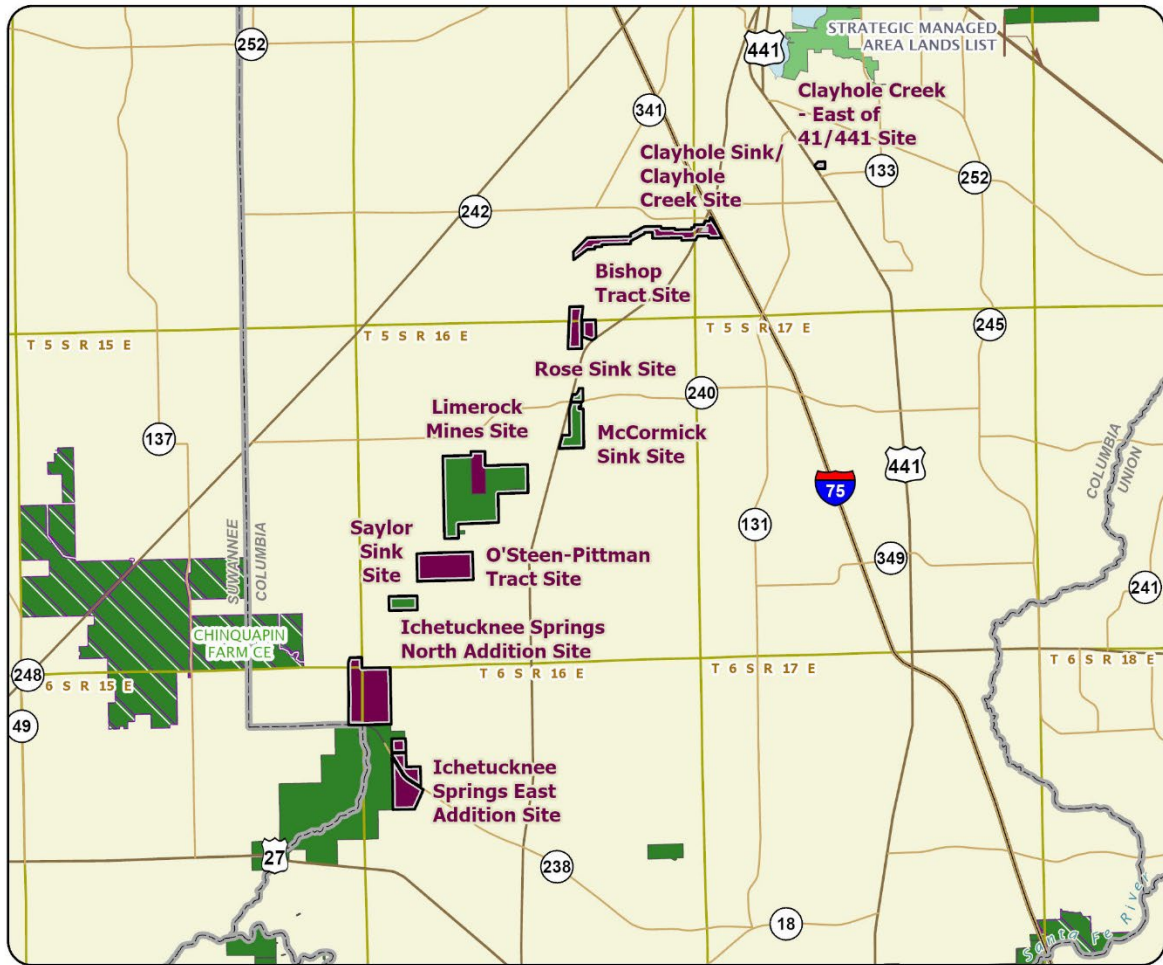 252
441
STRATEGIC MANAGED
AREA LANDS LIST
341
Clayhole Creek
- East of
41/441 Site
Clayhole Sink/
Clayhole
Creek Site
133
252
242
Bishop
Tract Site
T 5 S R 15 E
T 5 S R 16 E
T 5 S R 17 E
245
Rose Sink Site
240
Limerock
Mines Site
McCormick
Sink Site
137
441
75
COLUMBIA
UNION
131
Saylor
Sink
Site
O'Steen-Pittman
Tract Site
349
SUWANNEE
COLUMBIA
241
CHINQUAPIN
FARM CE
Ichetucknee Springs
North Addition Site
248
6 S R 15 E
T 6 S R 16 E
T 6 S R 17 E
T 6 S R 18 E
49
Ichetucknee
Springs East
Addition Site
27
238
18
Santa Fe River